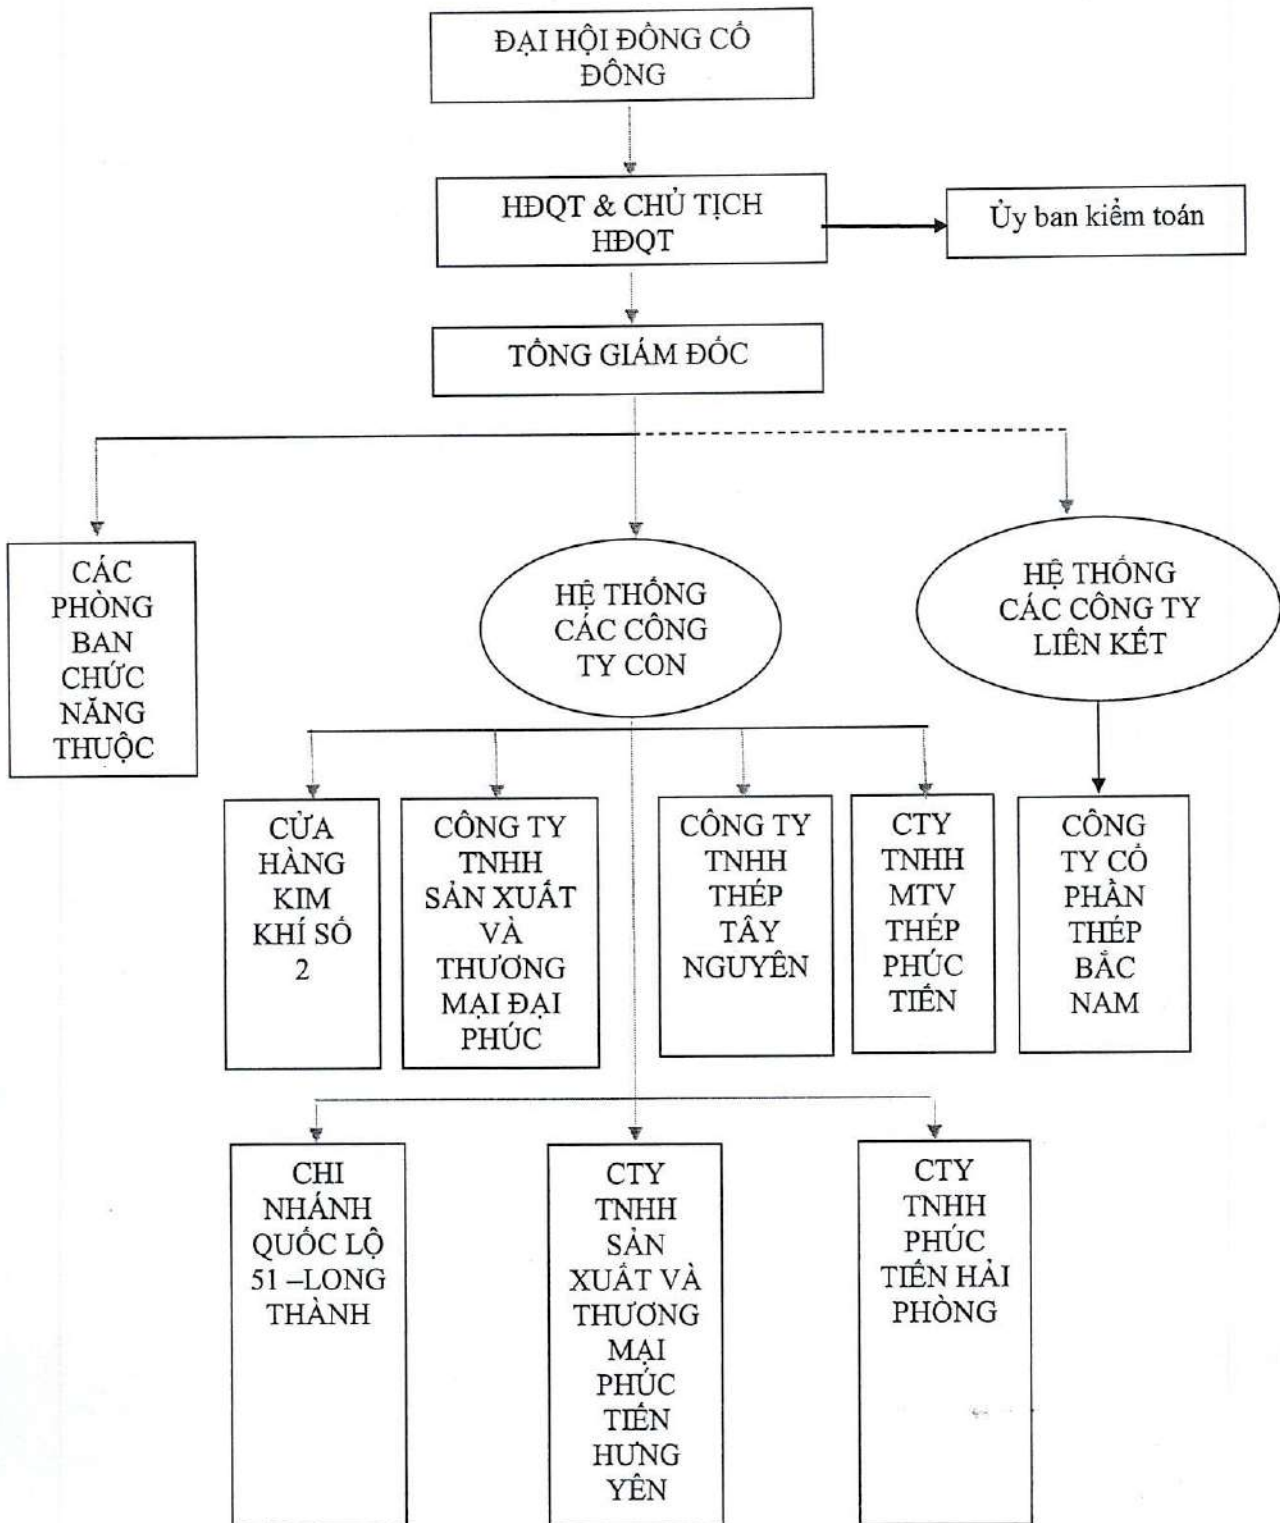 ĐẠI HỘI ĐỒNG CỔ
ĐÔNG
HĐQT & CHỦ TỊCH
HĐQT
Ủy ban kiểm toán
TỔNG GIÁM ĐỐC
CÁC
PHÒNG
BAN
CHỨC
NĂNG
THUỘC
HỆ THỐNG
CÁC CÔNG
TY CON
HỆ THỐNG
CÁC CÔNG TY
LIÊN KẾT
CỬA
HÀNG
KIM
KHÍ SỐ
2
CÔNG TY
TNHH
SẢN XUẤT
VÀ
THƯƠNG
MẠI ĐẠI
PHÚC
CÔNG TY
TNHH
THÉP
TÂY
NGUYÊN
CTY
TNHH
MTV
THÉP
PHÚC
TIẾN
CÔNG
TY CỔ
PHẦN
THÉP
BẮC
NAM
CHI
NHÁNH
QUỐC LỘ
51 –LONG
THÀNH
CTY
TNHH
SẢN
XUẤT VÀ
THƯƠNG
MẠI
PHÚC
TIẾN
HƯNG
YÊN
CTY
TNHH
PHÚC
TIẾN HẢI
PHÒNG